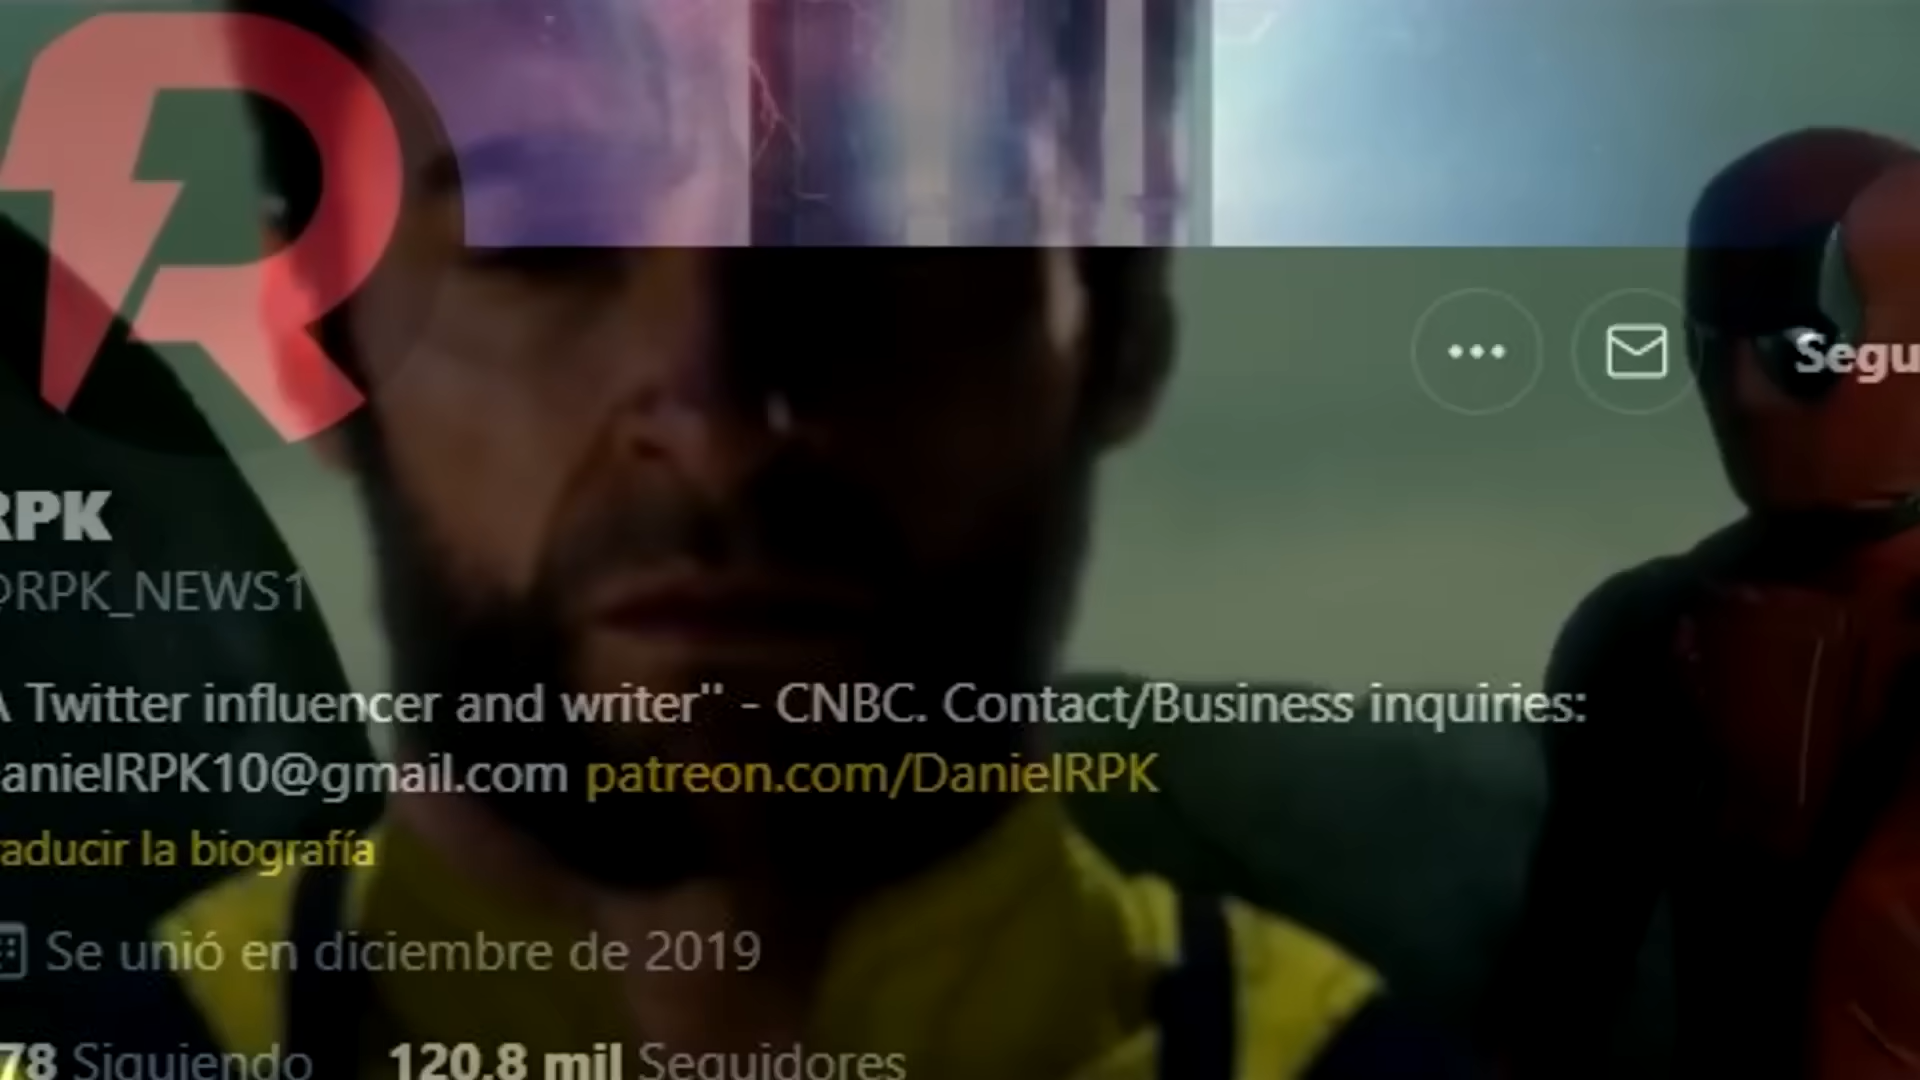 RPK
@RPK_NEWS1
Segu
A Twitter influencer and writer" - CNBC. Contact/Business inquiries:
anielRPK10@gmail.com patreon.com/DanielRPK
raducir la biografía
Se unió en diciembre de 2019
78 Siguiendo 120,8 mil Seguidores